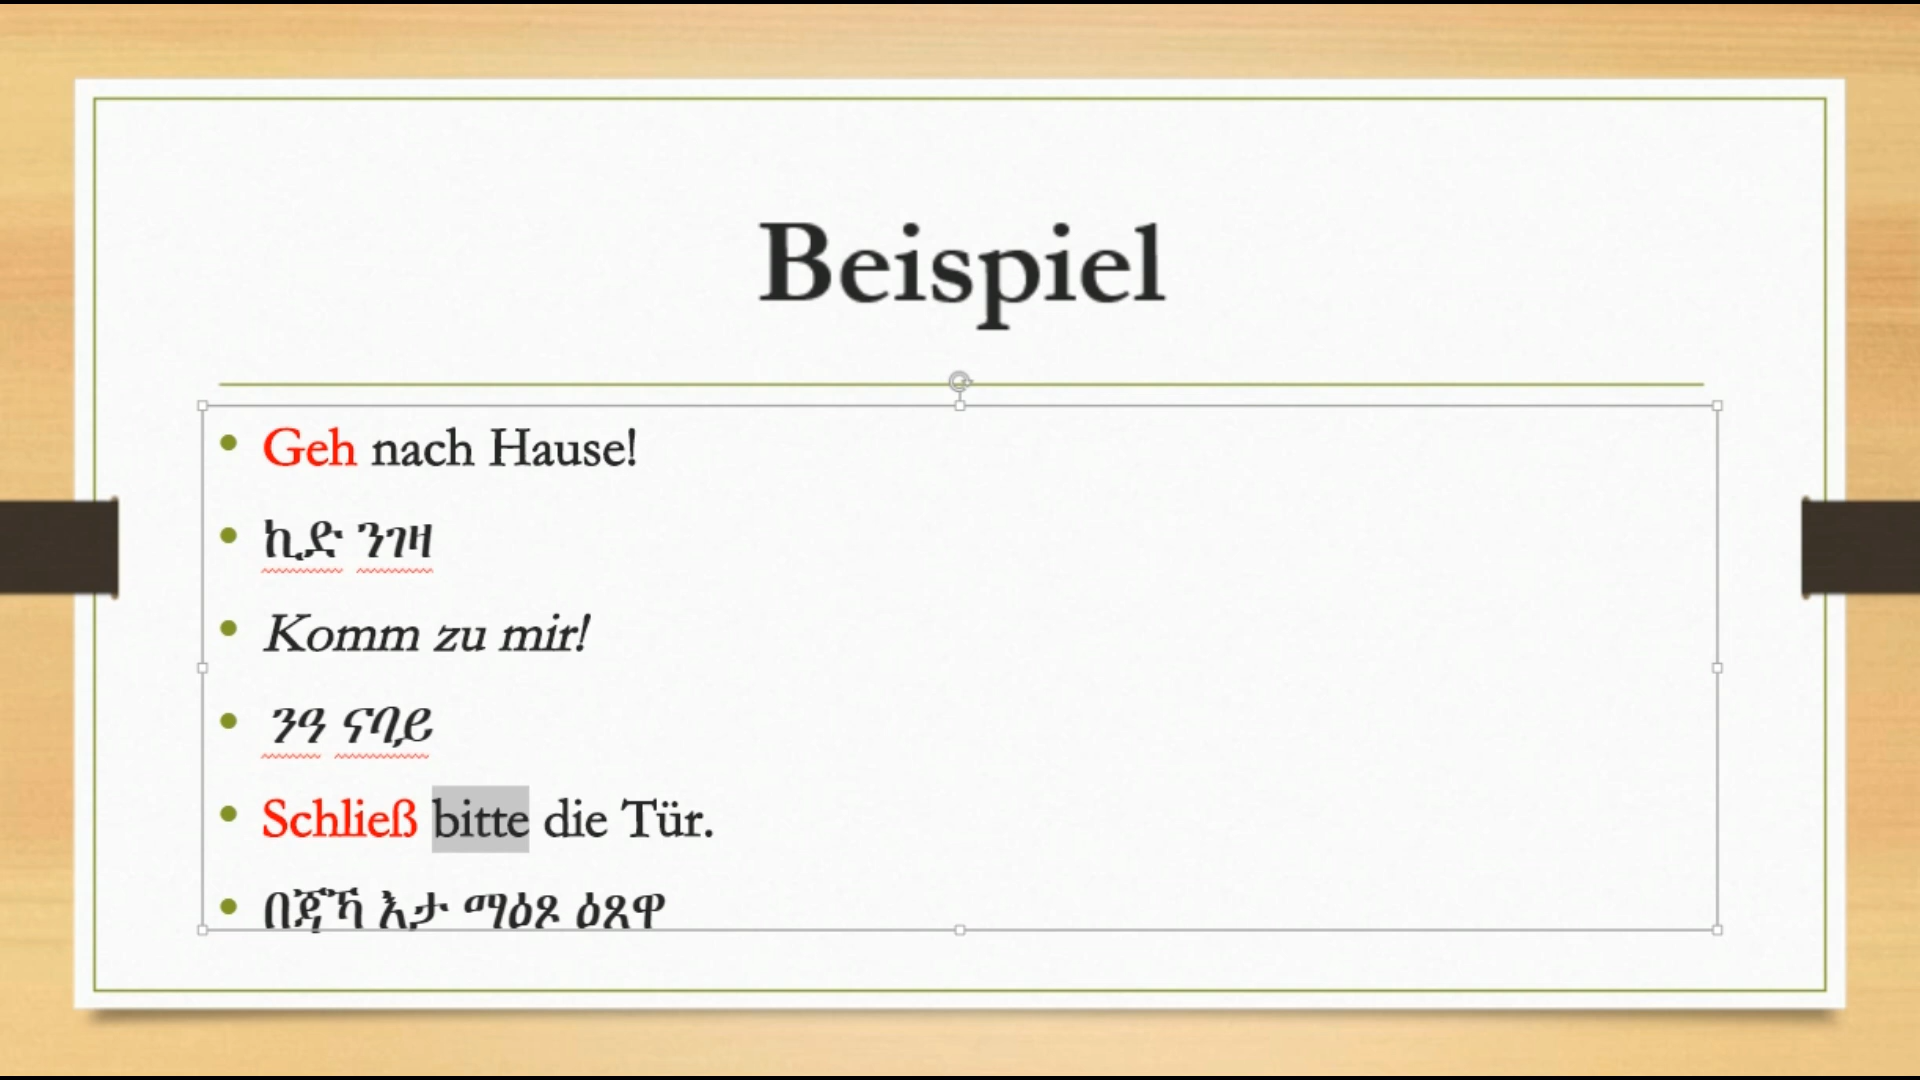 Beispiel
Geh nach Hause!
ኪድ ንገዛ
Komm zu mir!
ንዓ ናባይ
Schließ bitte die Tür.
በጃኻ እታ ማዕጾ ዕጸዋ